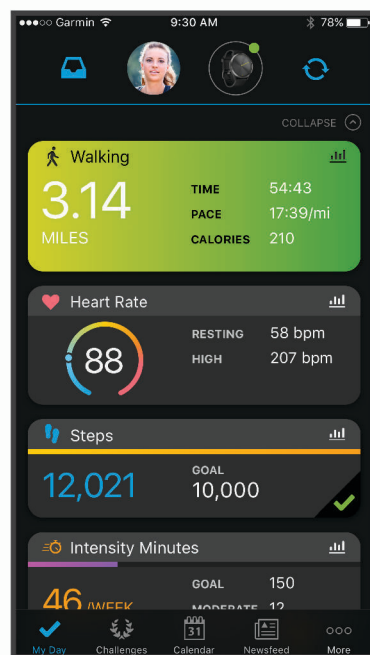 ●●●○○ Garmin 9:30 AM 78%
COLLAPSE
Walking
3.14
MILES
TIME 54:43
PACE 17:39/mi
CALORIES 210
Heart Rate
88
RESTING 58 bpm
HIGH 207 bpm
Steps
12,021
GOAL
10,000
Intensity Minutes
46 /WEEK
GOAL 150
MODERATE 12
31
My Day Challenges Calendar Newsfeed More